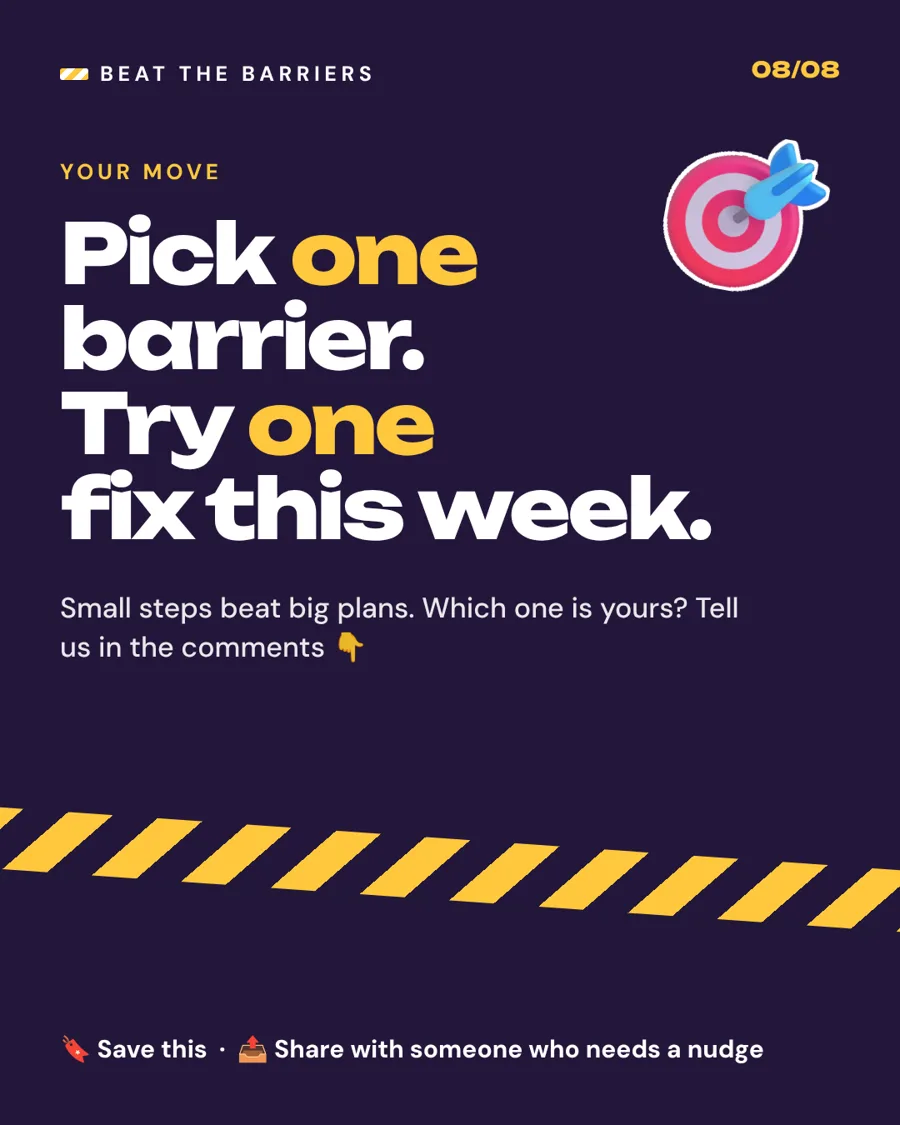 BEAT THE BARRIERS
08/08
YOUR MOVE
Pick one
barrier.
Try one
fix this week.
Small steps beat big plans. Which one is yours? Tell
us in the comments 👇
🔖 Save this · 📤 Share with someone who needs a nudge